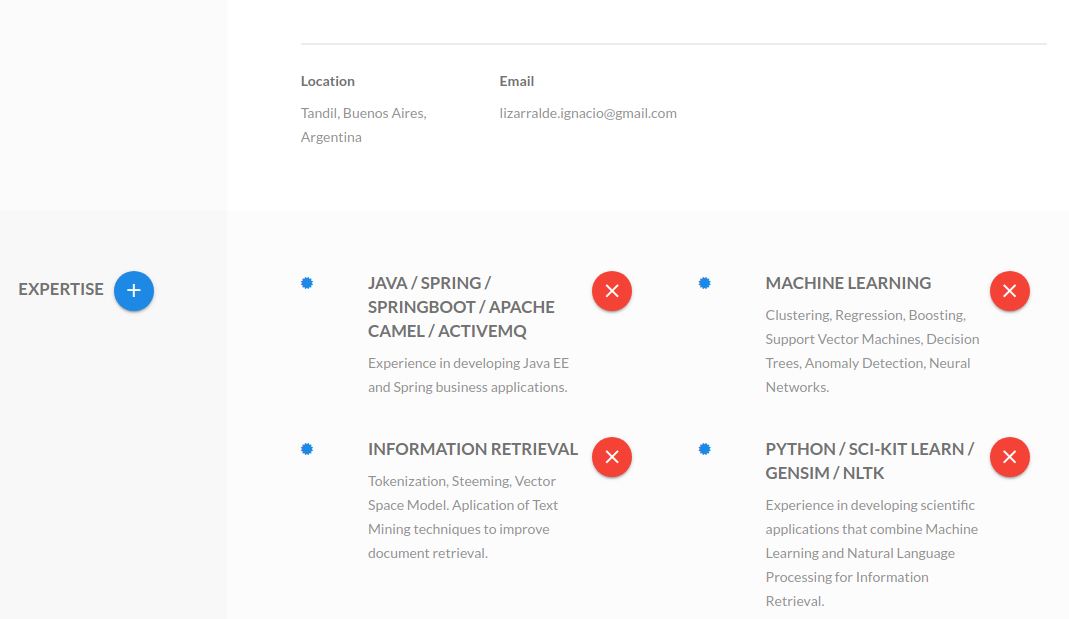 Location
Tandil, Buenos Aires,
Argentina
Email
lizarralde.ignacio@gmail.com
EXPERTISE
JAVA / SPRING /
SPRINGBOOT / APACHE
CAMEL / ACTIVEMQ
Experience in developing Java EE
and Spring business applications.
MACHINE LEARNING
Clustering, Regression, Boosting,
Support Vector Machines, Decision
Trees, Anomaly Detection, Neural
Networks.
INFORMATION RETRIEVAL
Tokenization, Steeming, Vector
Space Model. Aplication of Text
Mining techniques to improve
document retrieval.
PYTHON / SCI-KIT LEARN /
GENSIM / NLTK
Experience in developing scientific
applications that combine Machine
Learning and Natural Language
Processing for Information
Retrieval.